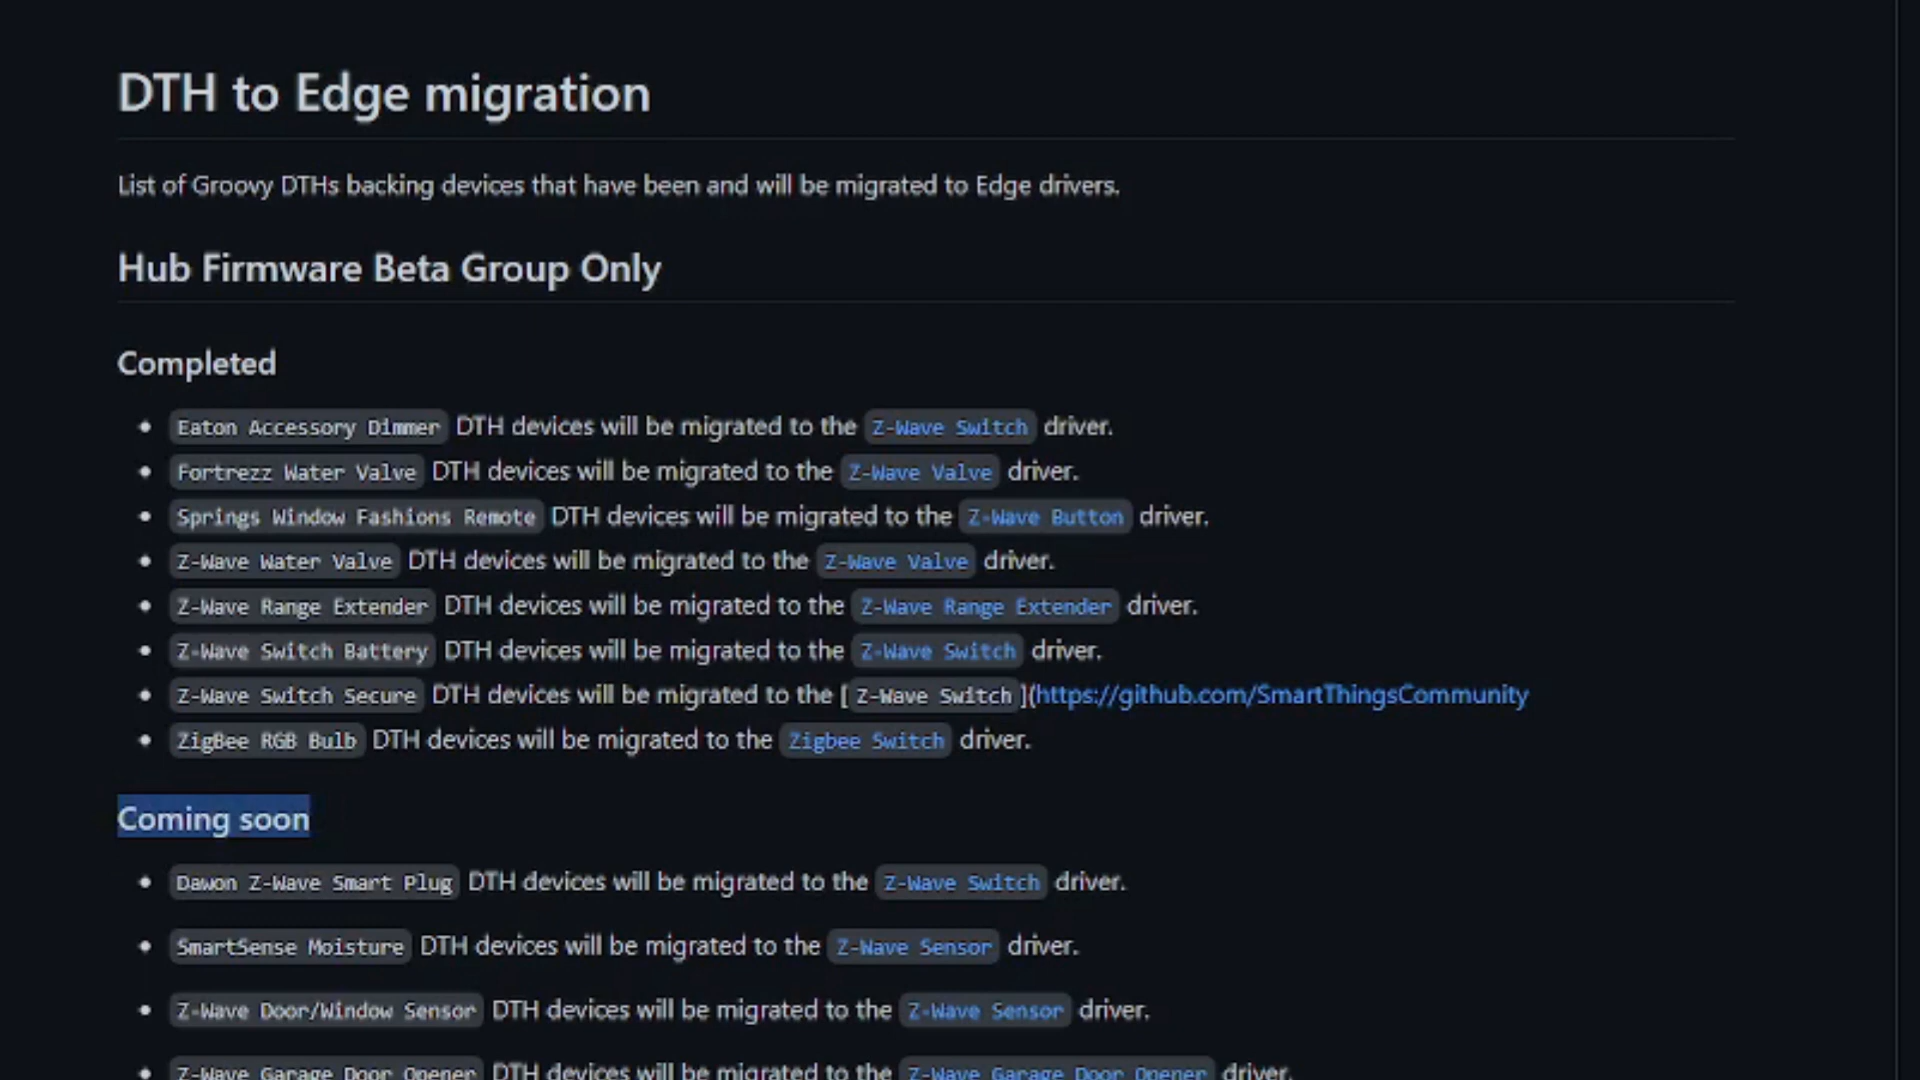 DTH to Edge migration
List of Groovy DTHs backing devices that have been and will be migrated to Edge drivers.
Hub Firmware Beta Group Only
Completed
• Eaton Accessory Dimmer DTH devices will be migrated to the Z-Wave Switch driver.
• Fortrezz Water Valve DTH devices will be migrated to the Z-Wave Valve driver.
• Springs Window Fashions Remote DTH devices will be migrated to the Z-Wave Button driver.
• Z-Wave Water Valve DTH devices will be migrated to the Z-Wave Valve driver.
• Z-Wave Range Extender DTH devices will be migrated to the Z-Wave Range Extender driver.
• Z-Wave Switch Battery DTH devices will be migrated to the Z-Wave Switch driver.
• Z-Wave Switch Secure DTH devices will be migrated to the [Z-Wave Switch](https://github.com/SmartThingsCommunity
• ZigBee RGB Bulb DTH devices will be migrated to the Zigbee Switch driver.
Coming soon
• Dawon Z-Wave Smart Plug DTH devices will be migrated to the Z-Wave Switch driver.
• SmartSense Moisture DTH devices will be migrated to the Z-Wave Sensor driver.
• Z-Wave Door/Window Sensor DTH devices will be migrated to the Z-Wave Sensor driver.
• Z-Wave Garage Door Opener DTH devices will be migrated to the Z-Wave Garage Door Opener driver.